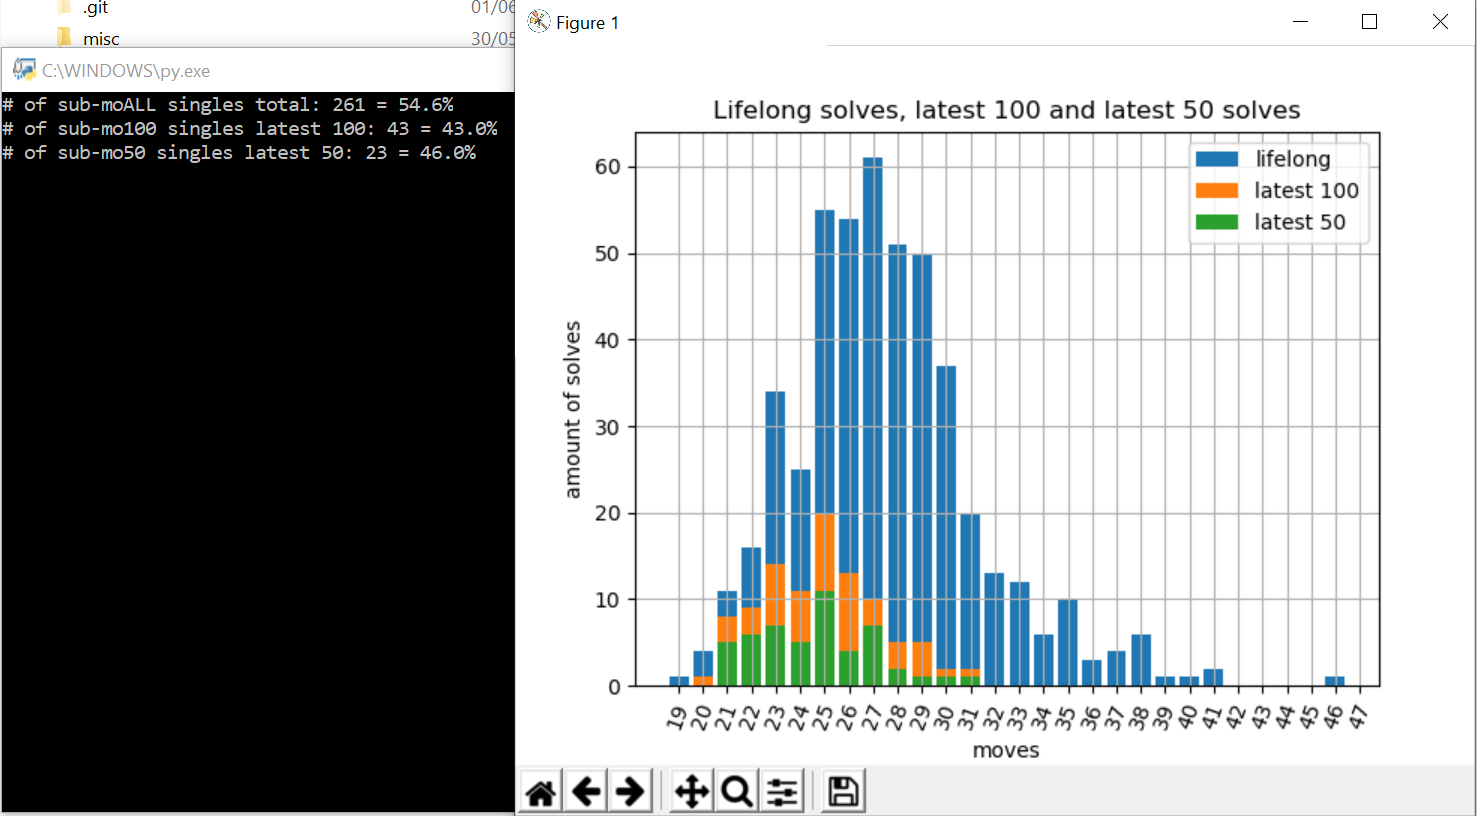 .git
01/06
misc
30/05
C:\WINDOWS\py.exe
# of sub-moALL singles total: 261 = 54.6%
# of sub-mo100 singles latest 100: 43 = 43.0%
# of sub-mo50 singles latest 50: 23 = 46.0%
Figure 1
Lifelong solves, latest 100 and latest 50 solves
lifelong
latest 100
latest 50
amount of solves
60
50
40
30
20
10
0
19 20 21 22 23 24 25 26 27 28 29 30 31 32 33 34 35 36 37 38 39 40 41 42 43 44 45 46 47
moves